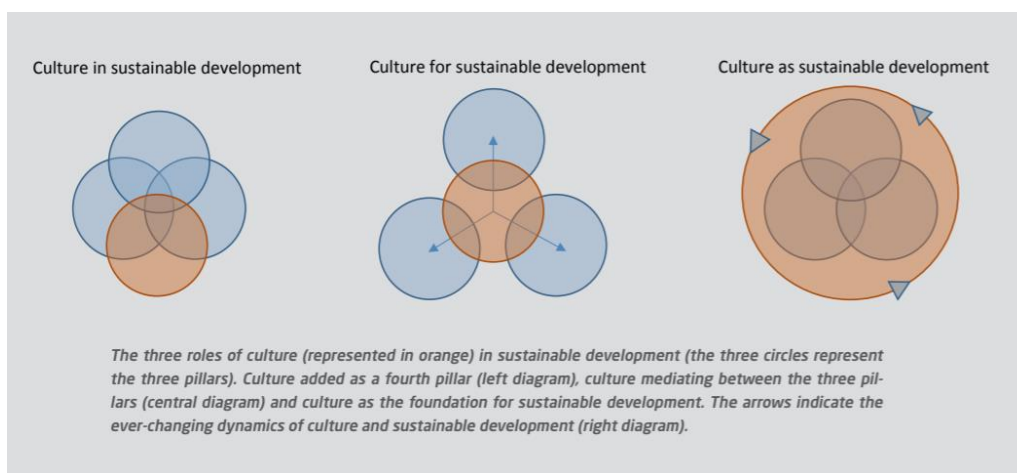 Culture in sustainable development
Culture for sustainable development
Culture as sustainable development
The three roles of culture (represented in orange) in sustainable development (the three circles represent
the three pillars). Culture added as a fourth pillar (left diagram), culture mediating between the three pil-
lars (central diagram) and culture as the foundation for sustainable development. The arrows indicate the
ever-changing dynamics of culture and sustainable development (right diagram).